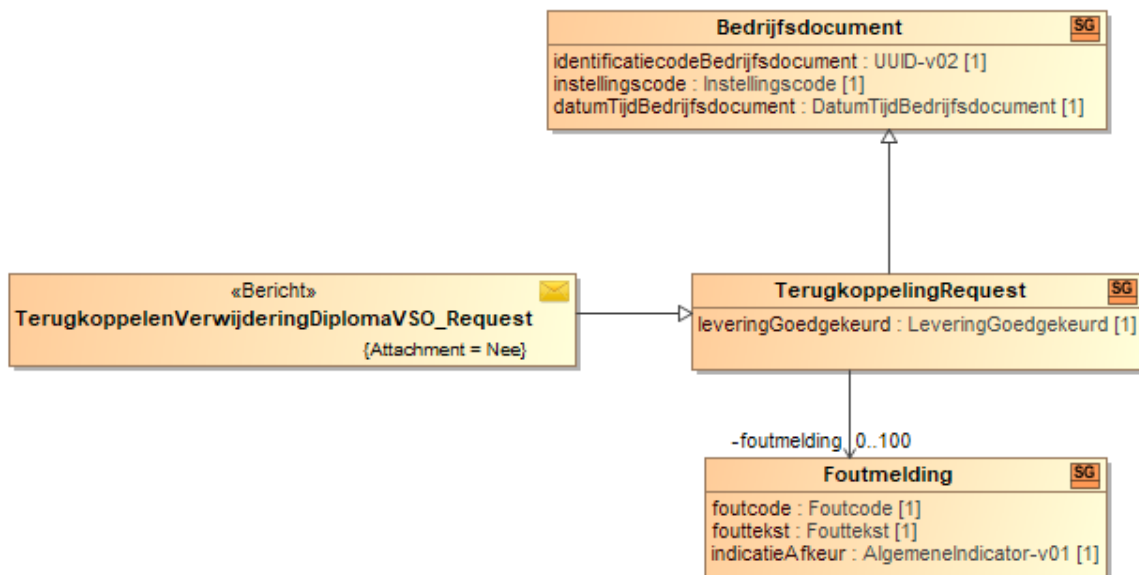 Bedrijfsdocument SG
identificatiecodeBedrijfsdocument : UUID-v02 [1]
instellingscode : Instellingscode [1]
datumTijdBedrijfsdocument : DatumTijdBedrijfsdocument [1]
«Bericht»
TerugkoppelenVerwijderingDiplomaVSO_Request
{Attachment = Nee}
TerugkoppelingRequest SG
leveringGoedgekeurd : LeveringGoedgekeurd [1]
-foutmelding 0..100
Foutmelding SG
foutcode : Foutcode [1]
fouttekst : Fouttekst [1]
indicatieAfkeur : AlgemeneIndicator-v01 [1]